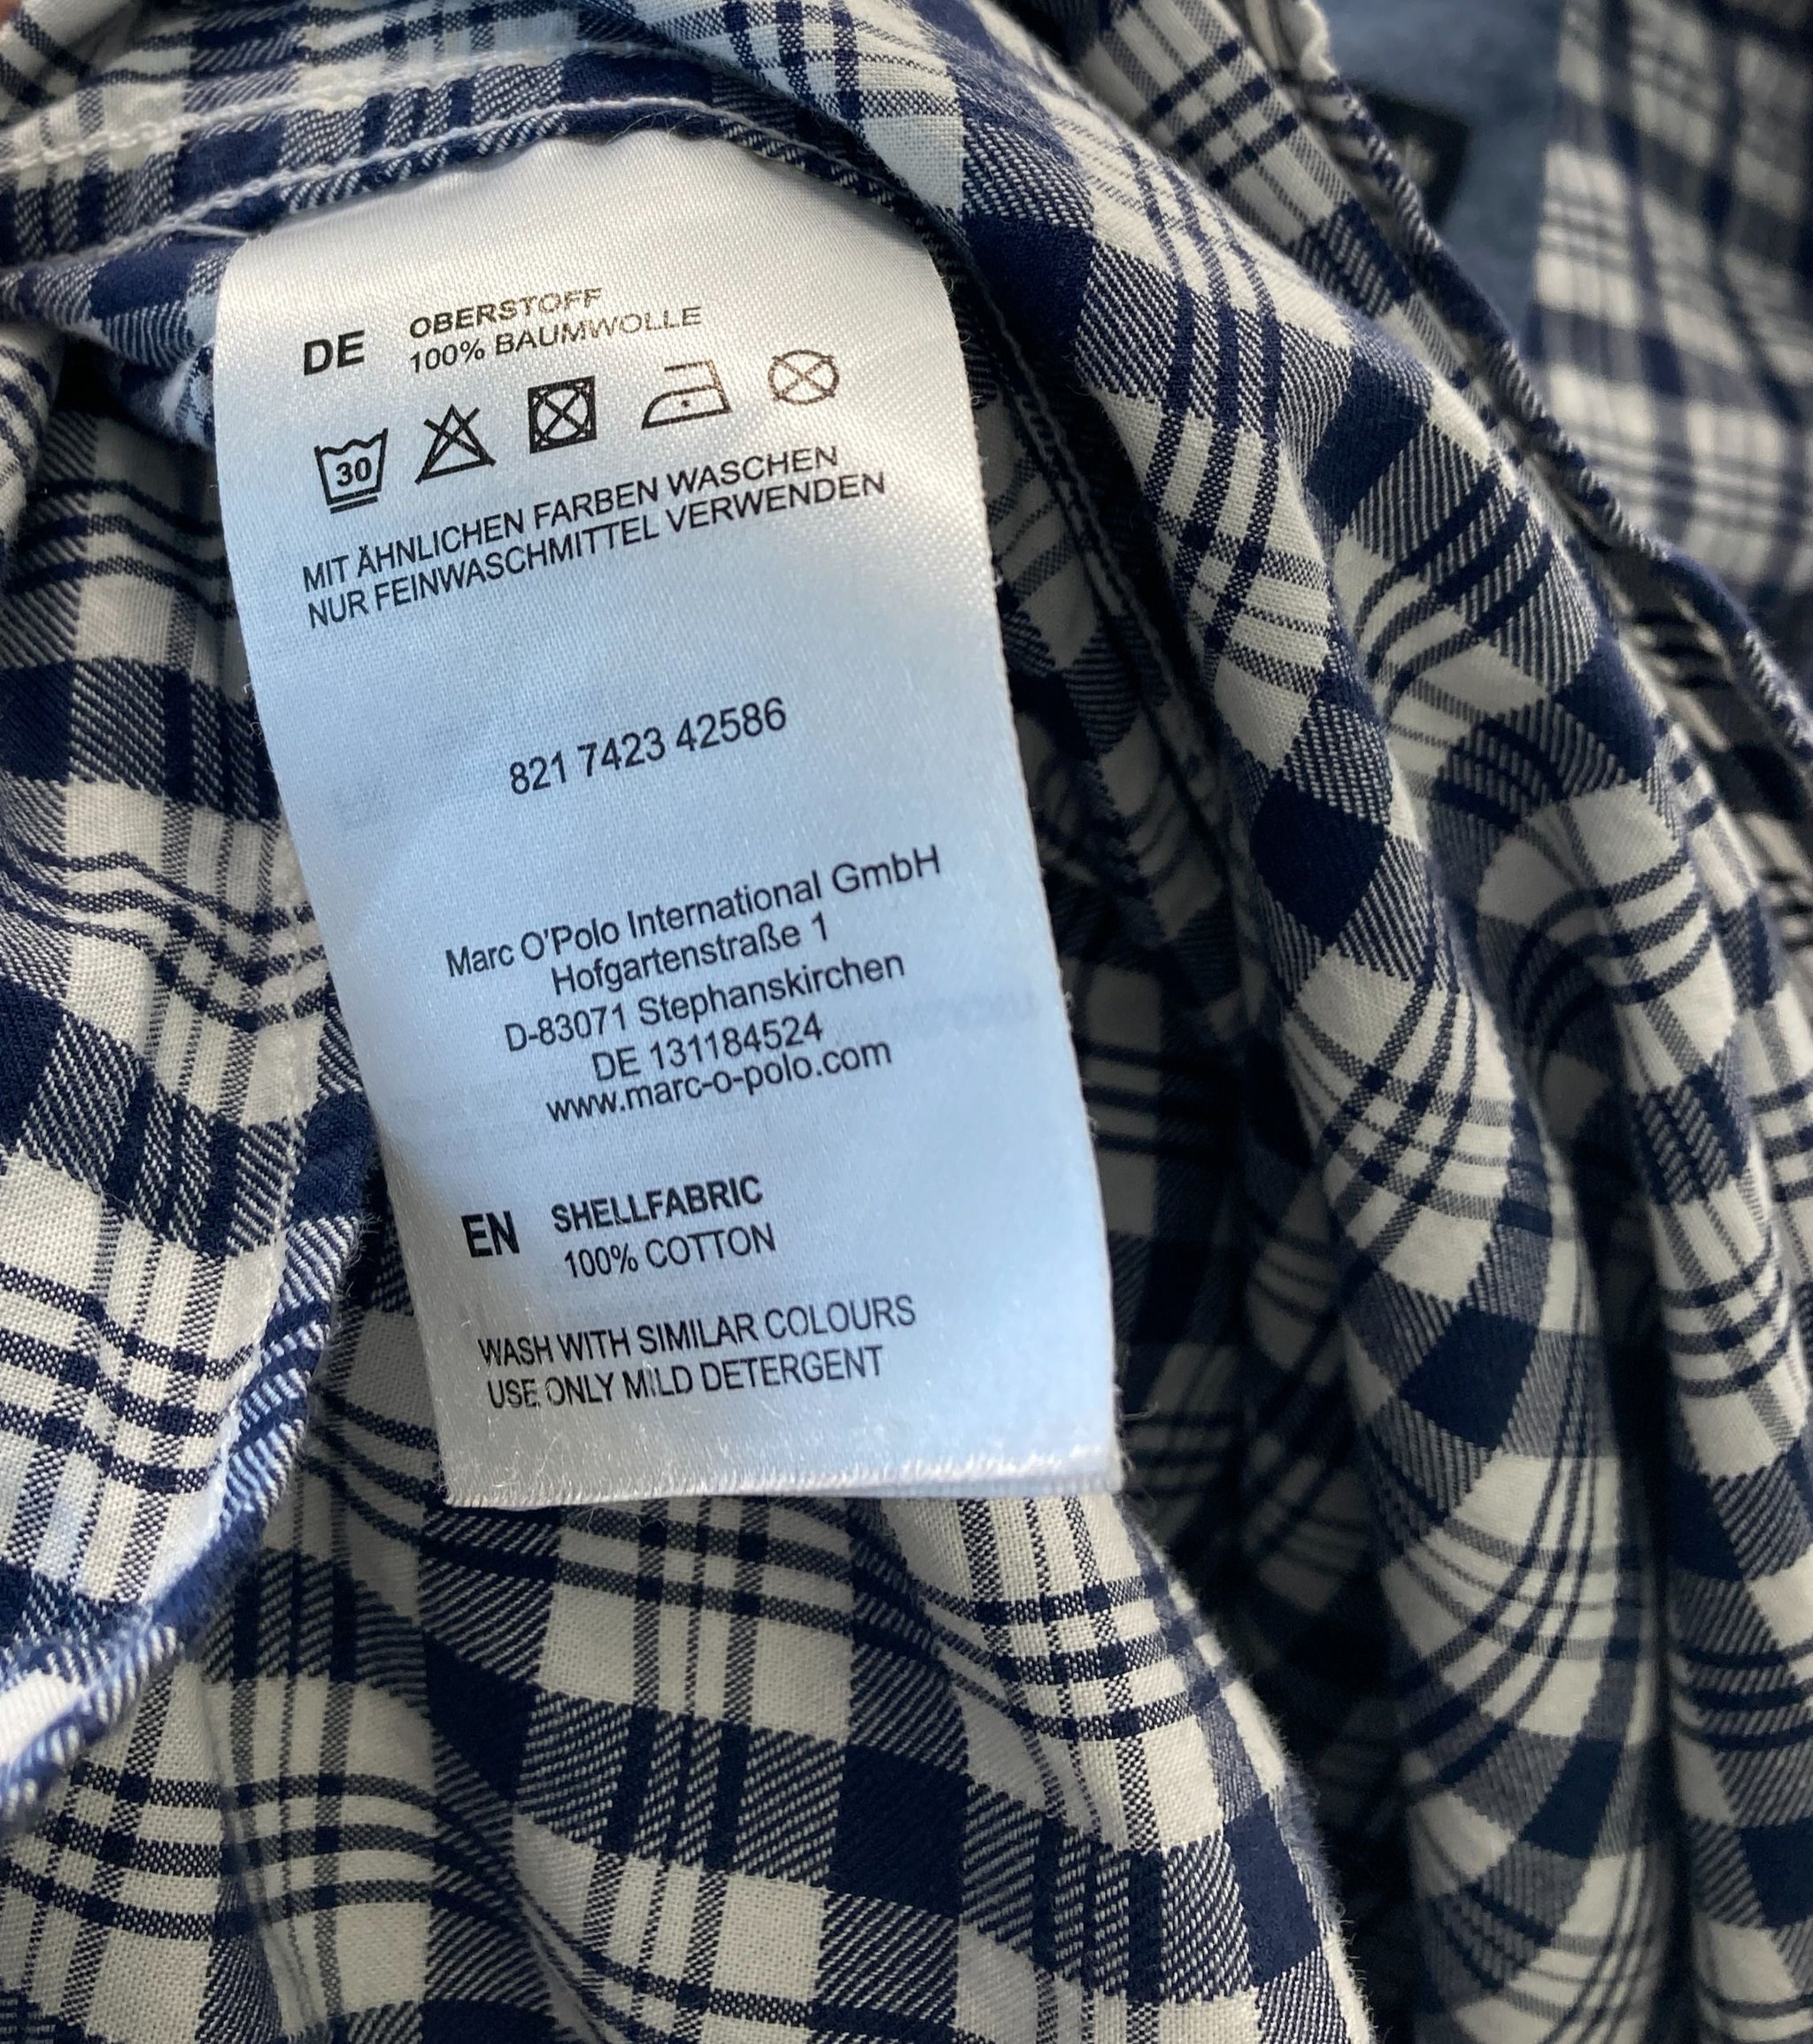 DE
OBERSTOFF
100% BAUMWOLLE
30
MIT ÄHNLICHEN FARBEN WASCHEN
NUR FEINWASCHMITTEL VERWENDEN
821 7423 42586
Marc O'Polo International GmbH
Hofgartenstraße 1
D-83071 Stephanskirchen
DE 131184524
www.marc-o-polo.com
EN
SHELLFABRIC
100% COTTON
WASH WITH SIMILAR COLOURS
USE ONLY MILD DETERGENT